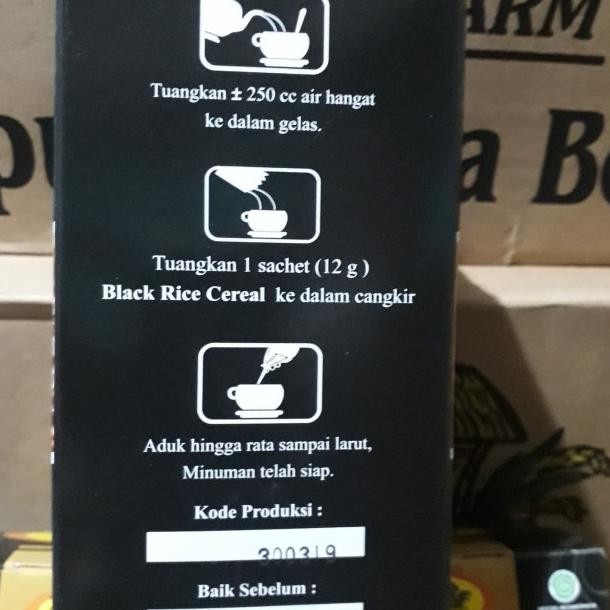 ARM
a B
Tuangkan ± 250 cc air hangat
ke dalam gelas.
Tuangkan 1 sachet (12 g )
Black Rice Cereal ke dalam cangkir
Aduk hingga rata sampai larut,
Minuman telah siap.
Kode Produksi :
300319
Baik Sebelum :